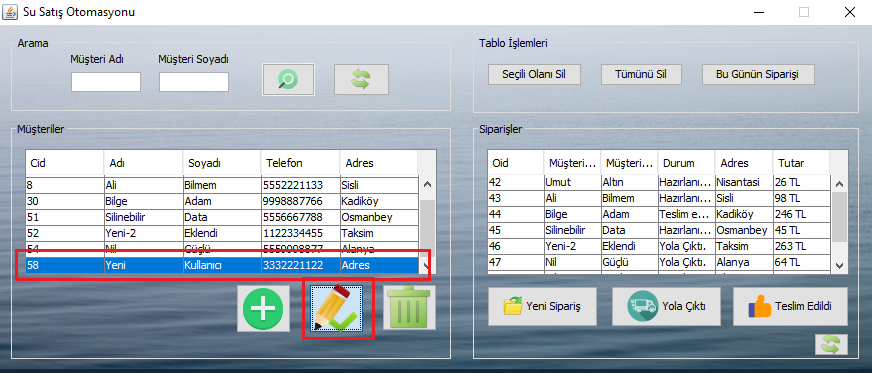 Su Satış Otomasyonu
Arama
Müşteri Adı Müşteri Soyadı
Tablo İşlemleri
Seçili Olanı Sil Tümünü Sil Bu Günün Siparişi
Müşteriler
Cid Adı Soyadı Telefon Adres
8 Ali Bilmem 5552221133 Sisli
30 Bilge Adam 9998887766 Kadiköy
51 Silinebilir Data 5556667788 Osmanbey
52 Yeni-2 Eklendi 1122334455 Taksim
54 Nil Güçlü 5559998877 Alanya
58 Yeni Kullanıcı 3332221122 Adres
Siparişler
Oid Müşteri... Müşteri... Durum Adres Tutar
42 Umut Altın Hazırlanı... Nisantasi 26 TL
43 Ali Bilmem Hazırlanı... Sisli 98 TL
44 Bilge Adam Teslim e... Kadiköy 246 TL
45 Silinebilir Data Hazırlanı... Osmanbey 45 TL
46 Yeni-2 Eklendi Yola Çıktı. Taksim 263 TL
47 Nil Güçlü Yola Çıktı. Alanya 64 TL
Yeni Sipariş Yola Çıktı Teslim Edildi